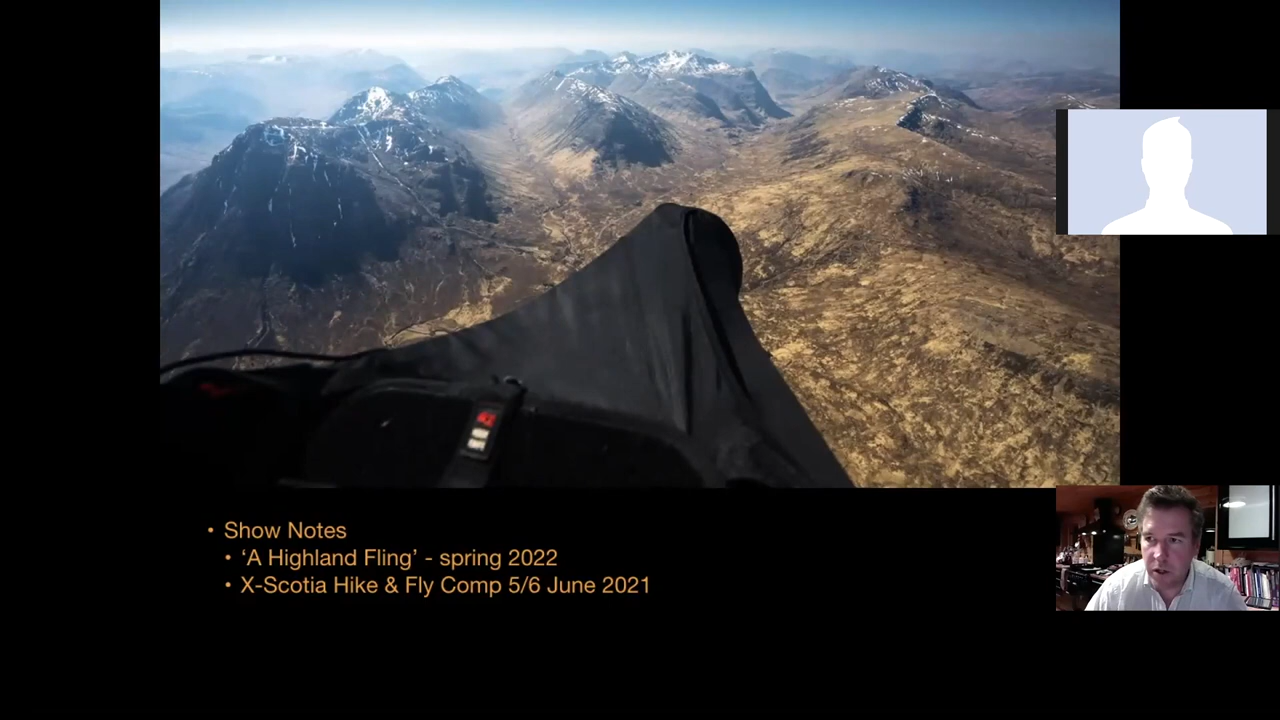 • Show Notes
• ‘A Highland Fling’ - spring 2022
• X-Scotia Hike & Fly Comp 5/6 June 2021